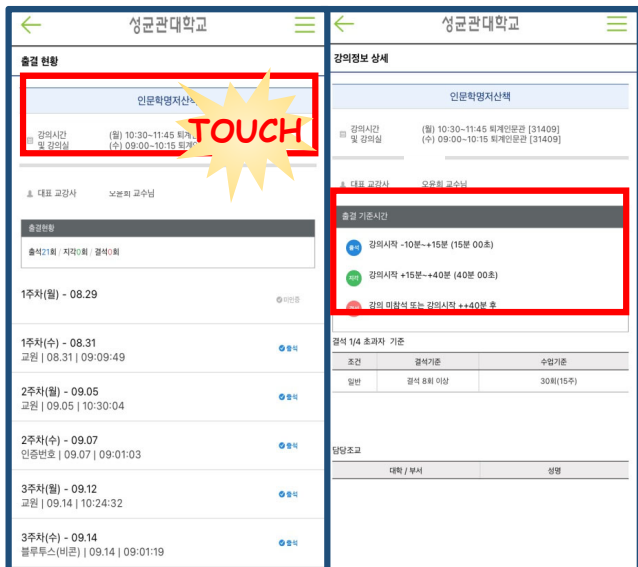 성균관대학교
출결 현황
인문학명저산책
강의시간
및 강의실
(월) 10:30~11:45 퇴계
(수) 09:00~10:15 퇴계
TOUCH
대표 교강사
오윤희 교수님
출결현황
출석21회 / 지각0회 / 결석0회
1주차(월) - 08.29
미인증
1주차(수) - 08.31
교원 | 08.31 | 09:09:49
출석
2주차(월) - 09.05
교원 | 09.05 | 10:30:04
출석
2주차(수) - 09.07
인증번호 | 09.07 | 09:01:03
출석
3주차(월) - 09.12
교원 | 09.14 | 10:24:32
출석
3주차(수) - 09.14
블루투스(비콘) | 09.14 | 09:01:19
출석
성균관대학교
강의정보 상세
인문학명저산책
강의시간
및 강의실
(월) 10:30~11:45 퇴계인문관 [31409]
(수) 09:00~10:15 퇴계인문관 [31409]
대표 교강사
오윤희 교수님
출결 기준시간
출석
강의시작 -10분~+15분 (15분 00초)
지각
강의시작 +15분~+40분 (40분 00초)
결석
강의 미참석 또는 강의시작 ++40분 후
결석 1/4 초과자 기준
조건 결석기준 수업기준
일반 결석 8회 이상 30회(15주)
담당조교
대학 / 부서 성명